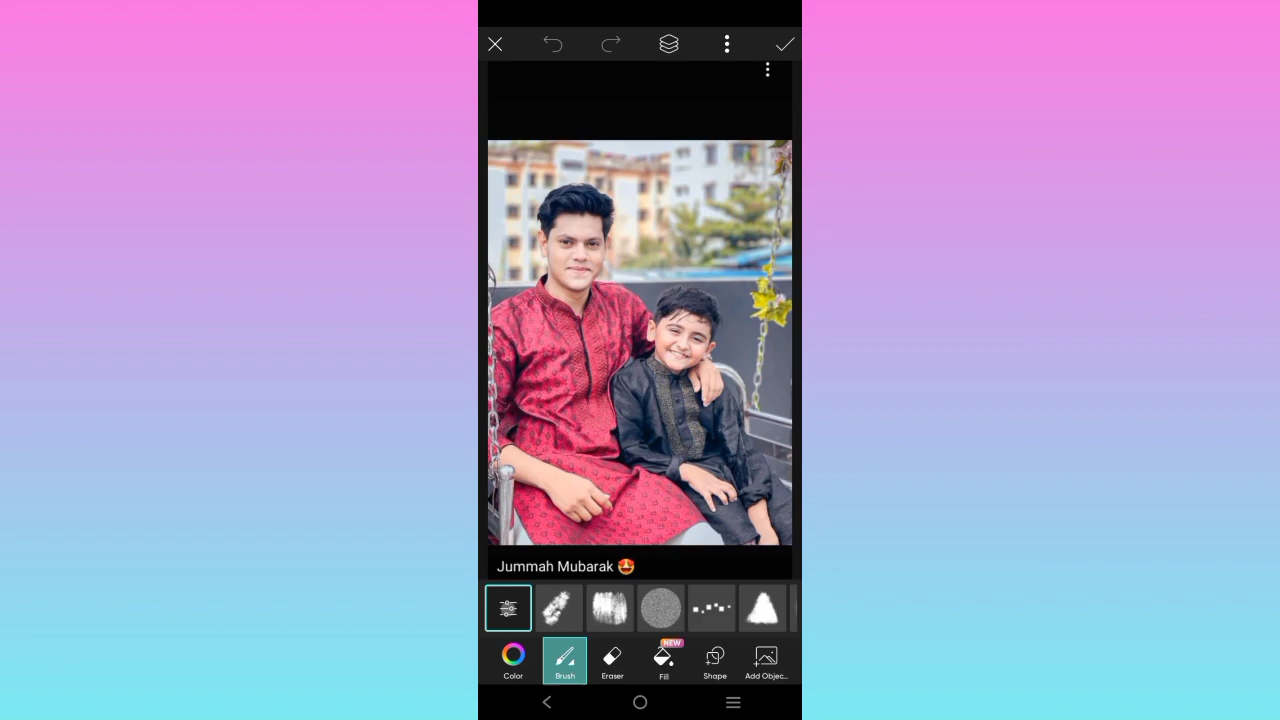 Jummah Mubarak 🤩
NEW
Color Brush Eraser Fill Shape Add Objec...